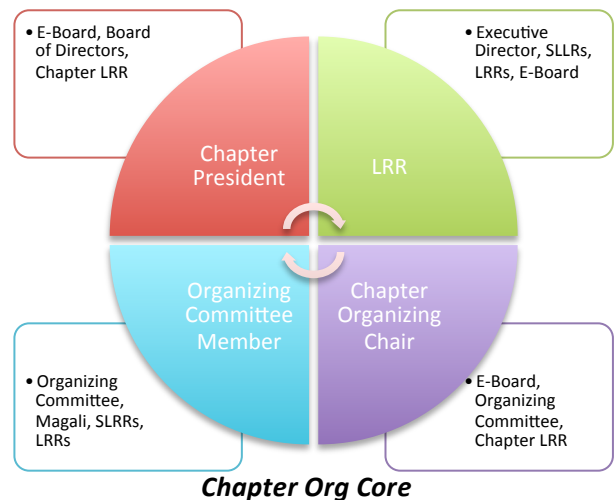 • E-Board, Board
of Directors,
Chapter LRR
• Executive
Director, SLLRs,
LRRs, E-Board
Chapter
President
LRR
Organizing
Committee
Member
Chapter
Organizing
Chair
• Organizing
Committee,
Magali, SLRRs,
LRRs
• E-Board,
Organizing
Committee,
Chapter LRR
Chapter Org Core